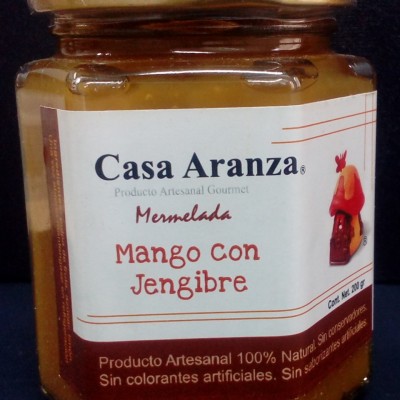 Casa Aranza®
Producto Artesanal Gourmet
Mermelada
Mango con
Jengibre
®
Cont. Net. 200 gr.
Producto Artesanal 100% Natural. Sin conservadores.
Sin colorantes artificiales. Sin saborizantes artificiales.